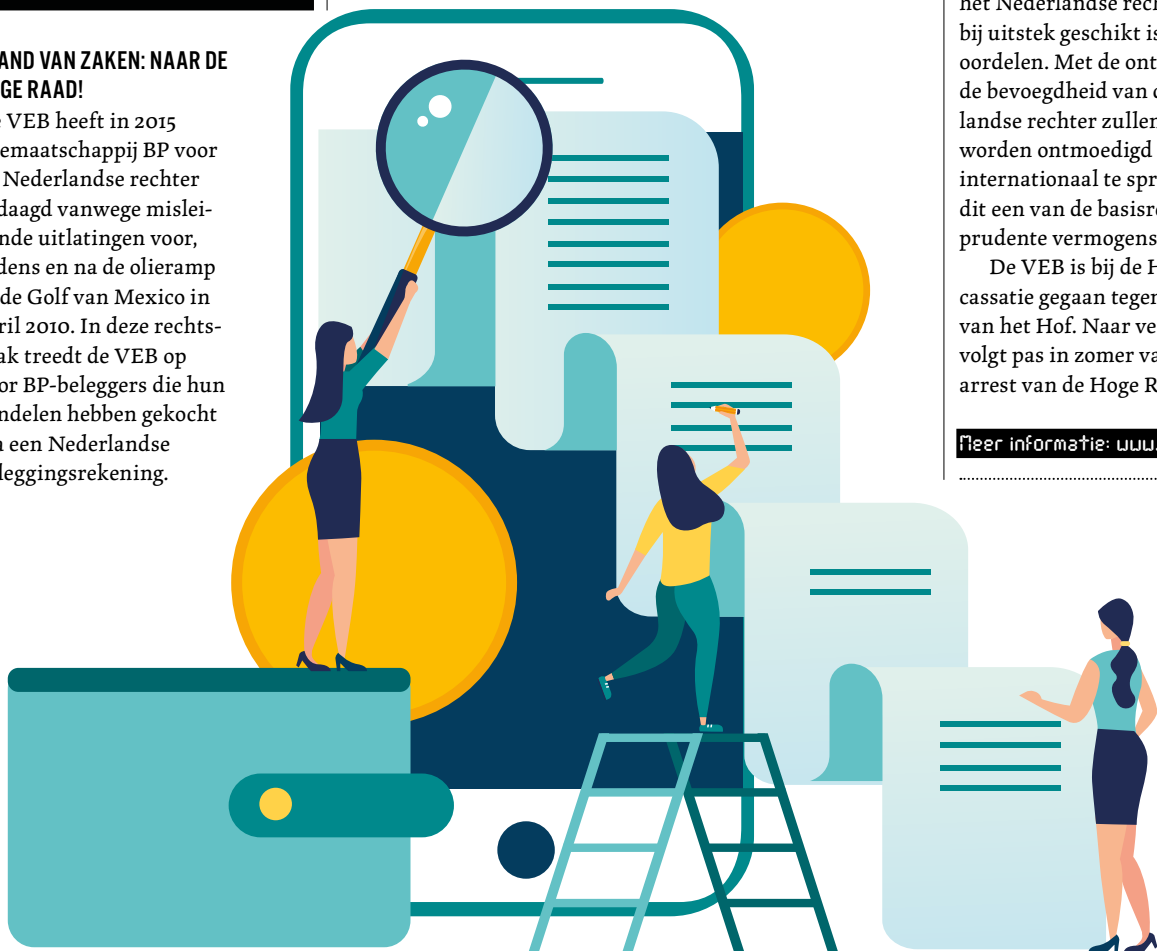 AND VAN ZAKEN: NAAR DE
GE RAAD!
VEB heeft in 2015
emaatschappij BP voor
Nederlandse rechter
daagd vanwege mislei-
nde uitlatingen voor,
dens en na de olieramp
de Golf van Mexico in
ril 2010. In deze rechts-
ak treedt de VEB op
or BP-beleggers die hun
ndelen hebben gekocht
een Nederlandse
leggingsrekening.
het Nederlandse rech
bij uitstek geschikt is
oordelen. Met de ont
de bevoegdheid van
landse rechter zullen
worden ontmoedigd
internationaal te spr
dit een van de basisre
prudente vermogens
De VEB is bij de H
cassatie gegaan tegen
van het Hof. Naar ve
volgt pas in zomer va
arrest van de Hoge R
Meer informatie: www.